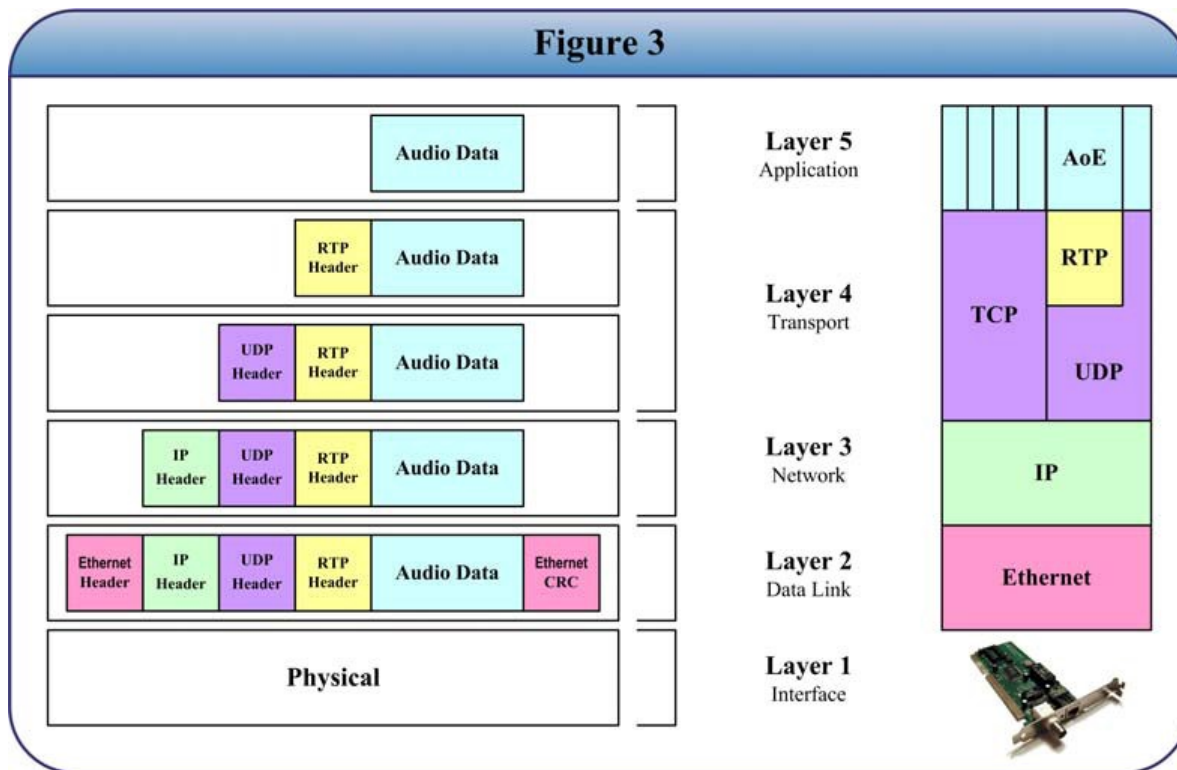 Figure 3
Audio Data
Layer 5
Application
AoE
RTP
Header
Audio Data
Layer 4
Transport
UDP
Header
RTP
Header
Audio Data
TCP
RTP
UDP
IP
Header
UDP
Header
RTP
Header
Audio Data
Layer 3
Network
IP
Ethernet
Header
IP
Header
UDP
Header
RTP
Header
Audio Data
Ethernet
CRC
Layer 2
Data Link
Ethernet
Physical
Layer 1
Interface